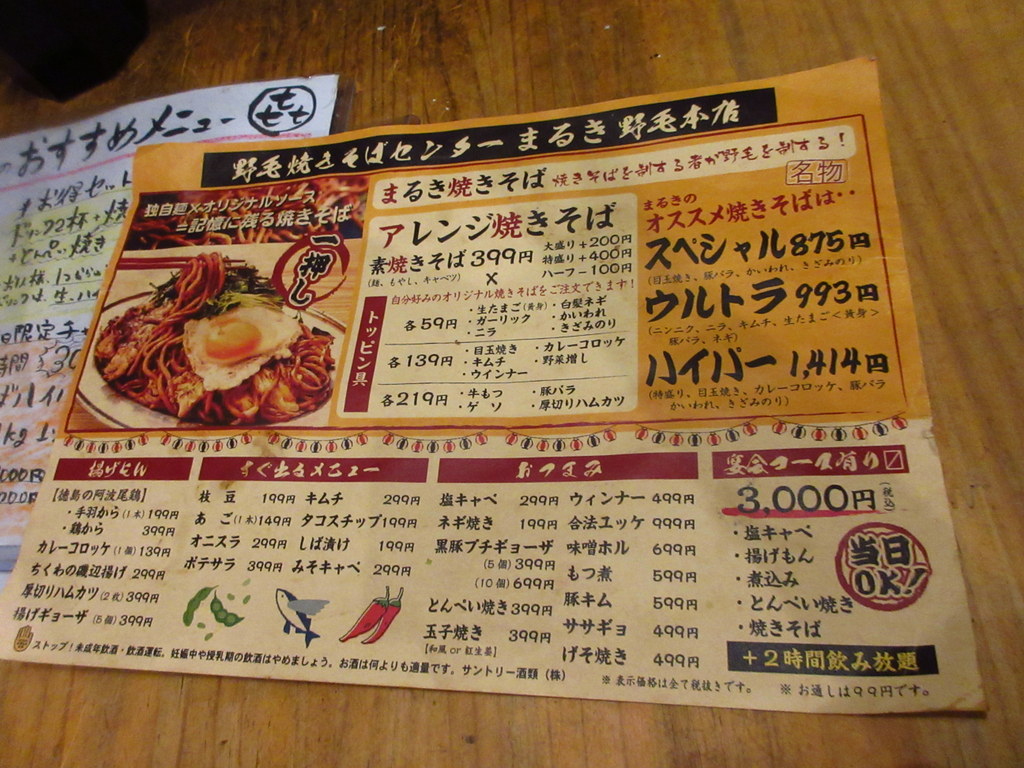 おすすめメニュー
野毛焼きそばセンター まるき 野毛本店
独自麺×オリジナルソース
=記憶に残る焼きそば
一押し
まるき焼きそば 焼きそばを制する者が野毛を制する!
名物
アレンジ焼きそば
素焼きそば 399円
(麺、もやし、キャベツ)
大盛り+200円
特盛り+400円
ハーフ-100円
×
自分好みのオリジナル焼きそばをご注文できます!
トッピン具
各59円
・生たまご(黄身) ・白髪ネギ
・ガーリック ・かいわれ
・ニラ ・きざみのり
各139円
・目玉焼き ・カレーコロッケ
・キムチ ・野菜増し
・ウインナー
各219円
・牛もつ ・豚バラ
・ゲソ ・厚切りハムカツ
まるきの
オススメ焼きそばは・・
スペシャル 875円
(目玉焼き、豚バラ、かいわれ、きざみのり)
ウルトラ 993円
(ニンニク、ニラ、キムチ、生たまご<黄身>
豚バラ、ネギ)
ハイパー 1,414円
(特盛り、目玉焼き、カレーコロッケ、豚バラ
かいわれ、きざみのり)
揚げもん
【徳島の阿波尾鶏】
・手羽から(1本)199円
・鶏から 399円
カレーコロッケ(1個)139円
ちくわの磯辺揚げ 299円
厚切りハムカツ(2枚)399円
揚げギョーザ(5個)399円
すぐ出るメニュー
枝豆 199円 キムチ 299円
あご(1本)149円 タコスチップ199円
オニスラ 299円 しば漬け 199円
ポテサラ 399円 みそキャベ 299円
おつまみ
塩キャベ 299円 ウィンナー 499円
ネギ焼き 199円 合法ユッケ 999円
黒豚プチギョーザ 味噌ホル 699円
(5個)399円 もつ煮 599円
(10個)699円 豚キム 599円
とんぺい焼き 399円 ササギョ 499円
玉子焼き 399円 げそ焼き 499円
【和風 or 紅生姜】
宴会コース有り〼
3,000円(税込)
・塩キャベ
・揚げもん
・煮込み
・とんぺい焼き
・焼きそば
当日OK!
+2時間飲み放題
ストップ!未成年飲酒・飲酒運転。妊娠中や授乳期の飲酒はやめましょう。お酒は何よりも適量です。サントリー酒類(株)
※表示価格は全て税抜きです。 ※お通しは99円です。